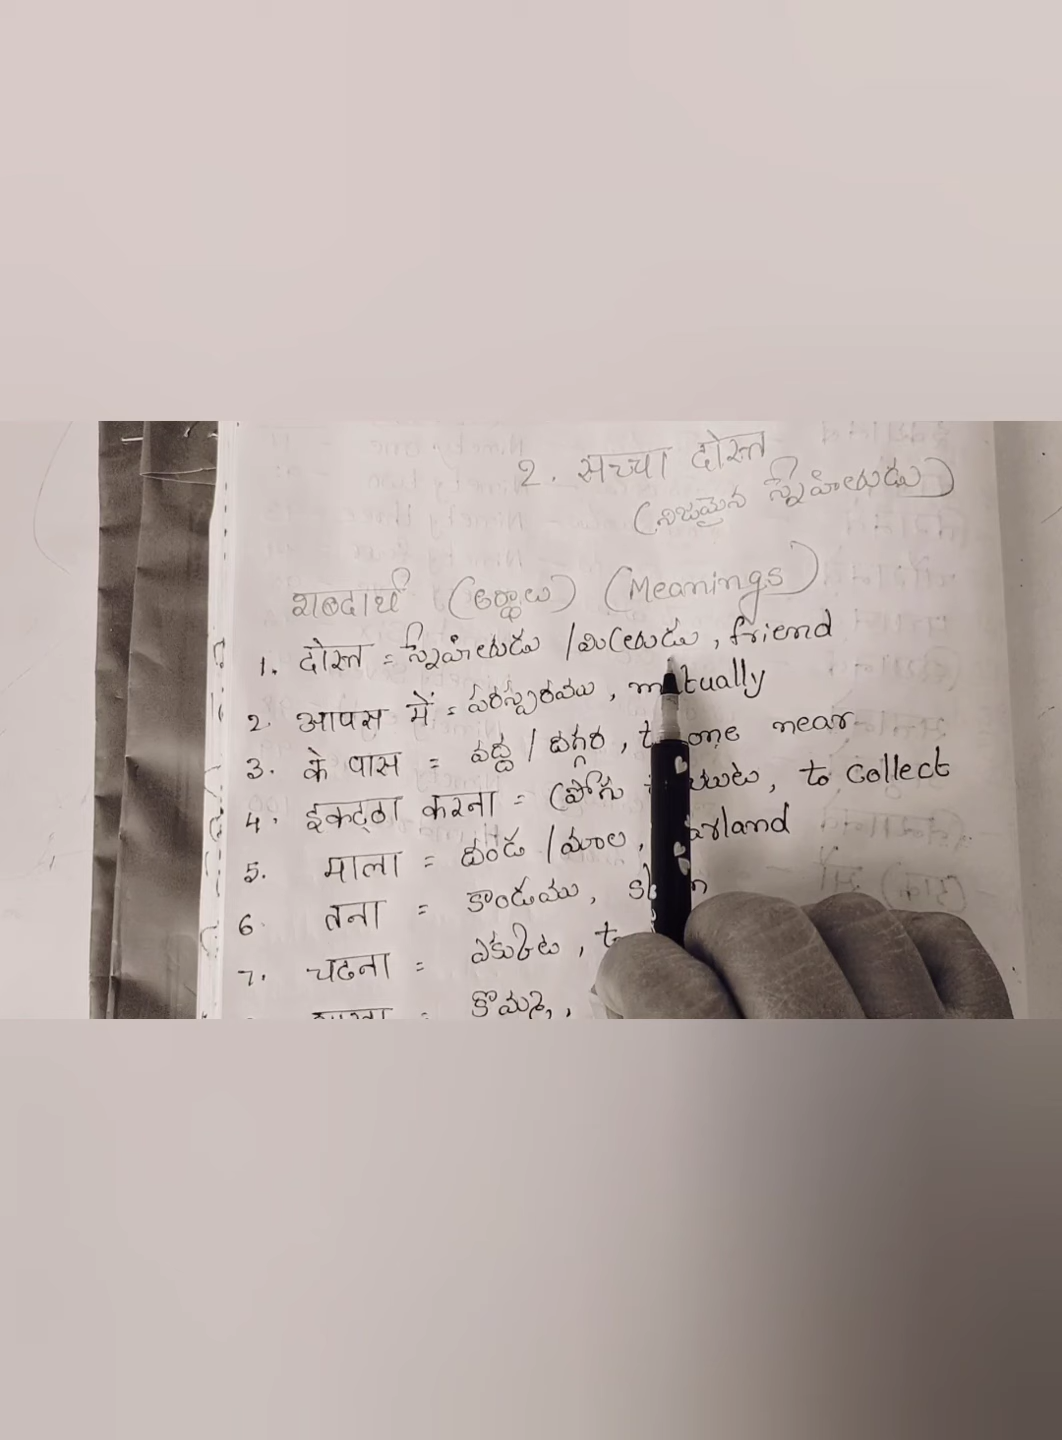 2. सच्चा दोस्त
(నిజమైన స్నేహితుడు)
शब्दार्थ (అర్థాలు) (Meanings)
1. दोस्त = స్నేహితుడు / మిత్రుడు, friend
2. आपस में = పరస్పరము, mutually
3. के पास = వద్ద / దగ్గర, one near
4. इकट्ठा करना = to collect
5. माला = దండ / మాల,
6. तना = కాండము,
7. चढना = ఎక్కుట,
కొమ్మ,